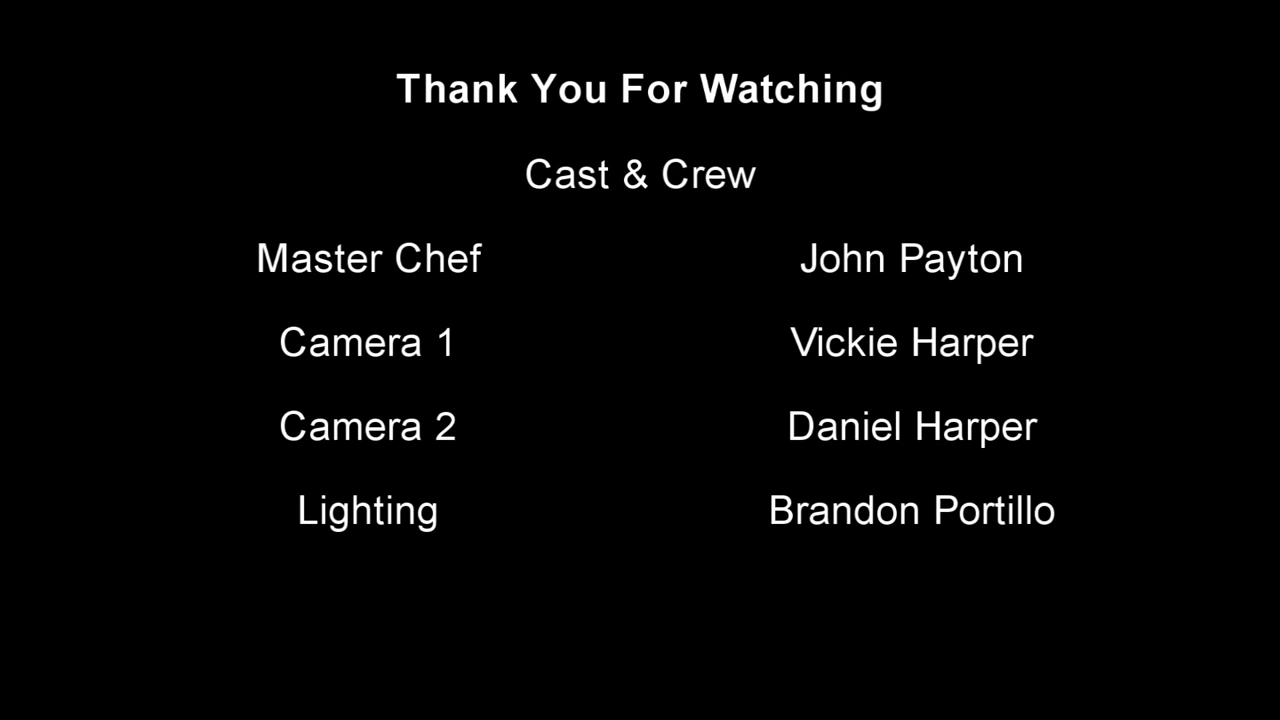 Thank You For Watching
Cast & Crew
Master Chef John Payton
Camera 1 Vickie Harper
Camera 2 Daniel Harper
Lighting Brandon Portillo